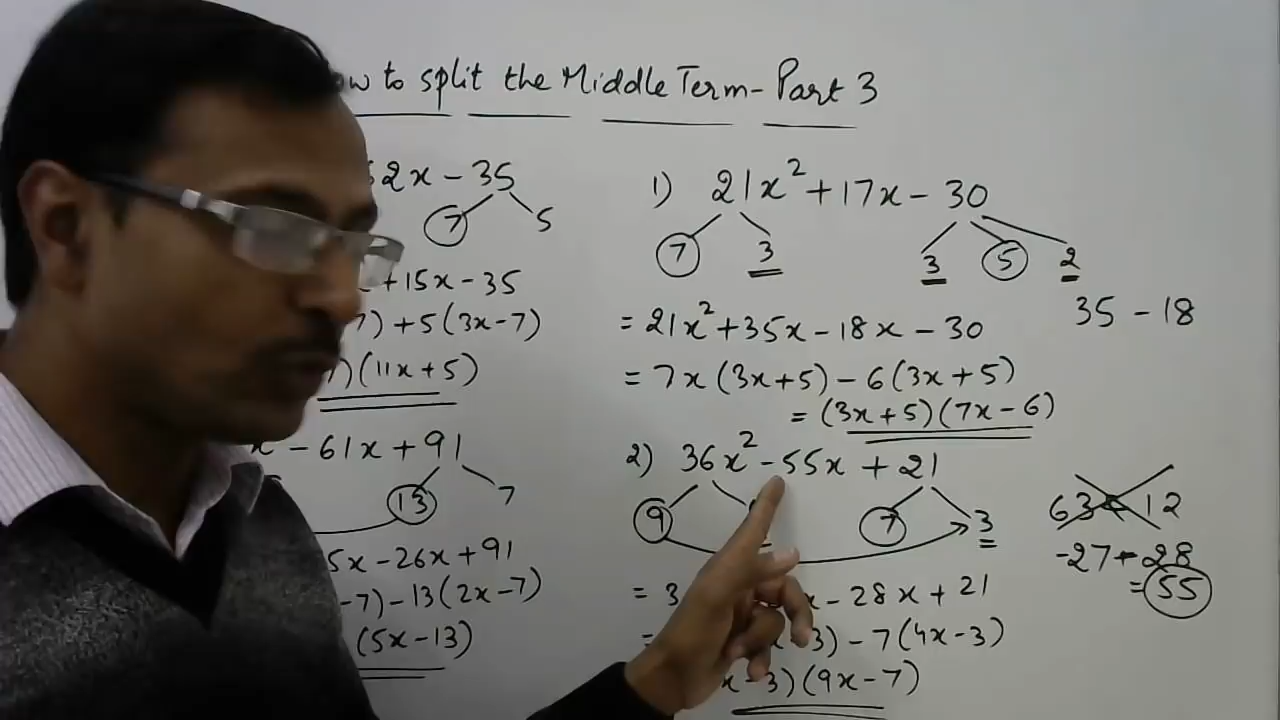 to split the Middle Term- Part 3
2x - 35
7 5
+15x - 35
) + 5(3x - 7)
)(11x + 5)
- 61x + 91
13 7
5x - 26x + 91
- 7) - 13(2x - 7)
(5x - 13)
1) 21x² + 17x - 30
7 3 3 5 2
35 - 18
= 21x² + 35x - 18x - 30
= 7x(3x + 5) - 6(3x + 5)
= (3x + 5)(7x - 6)
2) 36x² - 55x + 21
9 7 3
63 12
-27 - 28
= 55
= 3 x - 28x + 21
= - 3) - 7(4x - 3)
x - 3)(9x - 7)